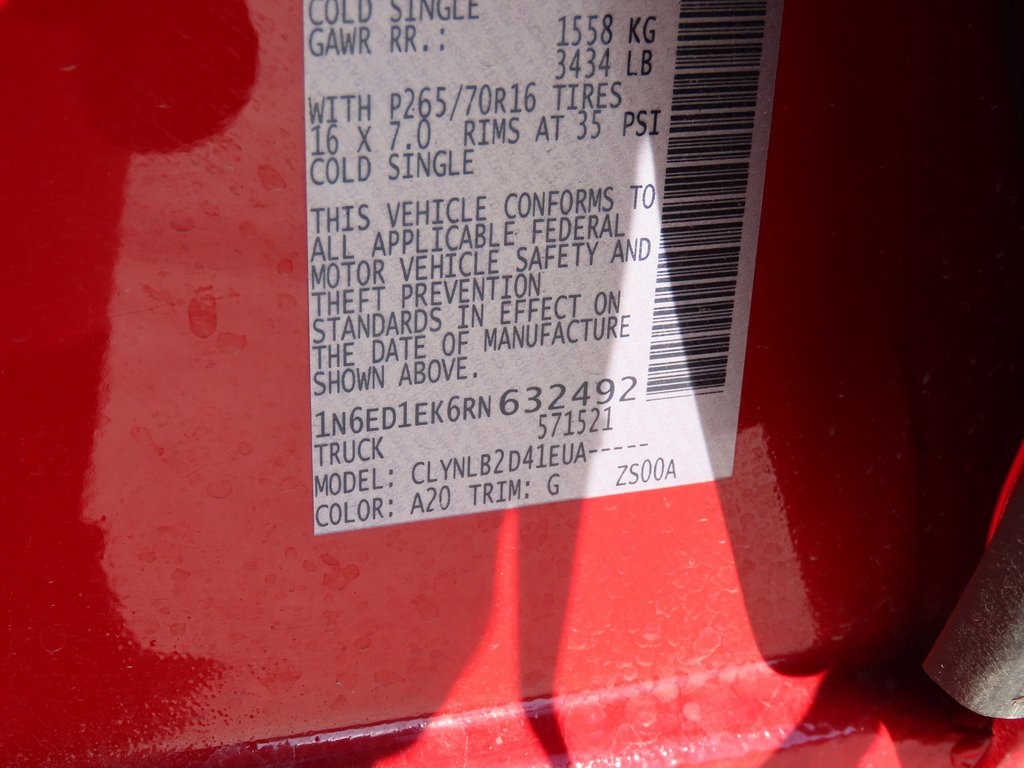 COLD SINGLE
GAWR RR.: 1558 KG
3434 LB
WITH P265/70R16 TIRES
16 X 7.0 RIMS AT 35 PSI
COLD SINGLE
THIS VEHICLE CONFORMS TO
ALL APPLICABLE FEDERAL
MOTOR VEHICLE SAFETY AND
THEFT PREVENTION
STANDARDS IN EFFECT ON
THE DATE OF MANUFACTURE
SHOWN ABOVE.
1N6ED1EK6RN632492
TRUCK 571521
MODEL: CLYNLB2D41EUA-----
COLOR: A20 TRIM: G ZS00A